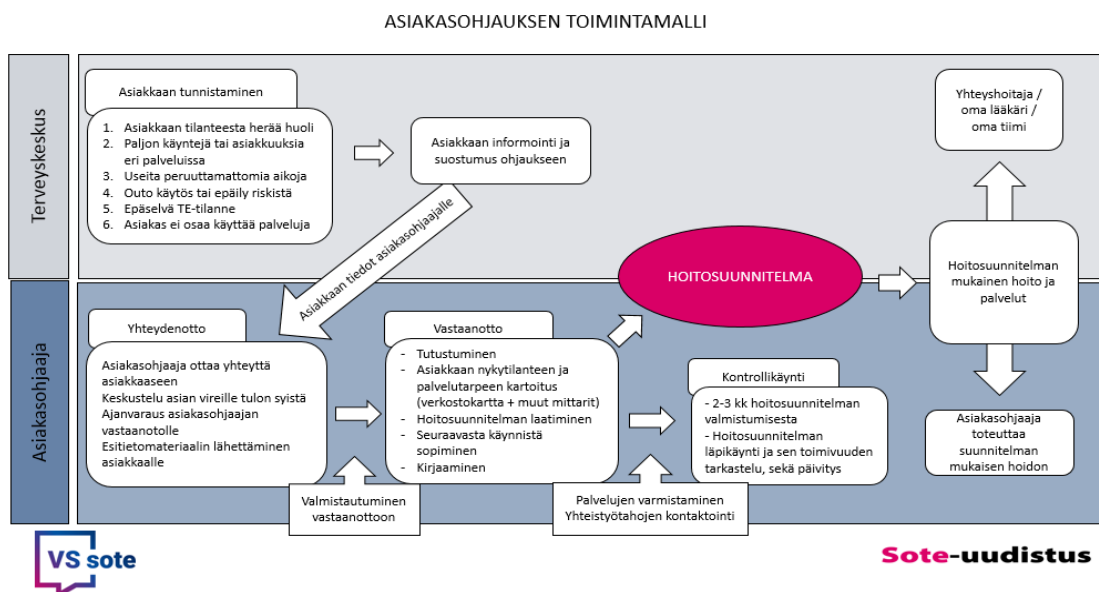 ASIAKASOHJAUKSEN TOIMINTAMALLI
Terveyskeskus
Asiakkaan tunnistaminen
1. Asiakkaan tilanteesta herää huoli
2. Paljon käyntejä tai asiakkuuksia
eri palveluissa
3. Useita peruuttamattomia aikoja
4. Outo käytös tai epäily riskistä
5. Epäselvä TE-tilanne
6. Asiakas ei osaa käyttää palveluja
Asiakkaan informointi ja
suostumus ohjaukseen
Asiakkaan tiedot asiakasohjaajalle
HOITOSUUNNITELMA
Yhteyshoitaja /
oma lääkäri /
oma tiimi
Hoitosuunnitelman
mukainen hoito ja
palvelut
Asiakasohjaaja
toteuttaa
suunnitelman
mukaisen hoidon
Asiakasohjaaja
Yhteydenotto
Asiakasohjaaja ottaa yhteyttä
asiakkaaseen
Keskustelu asian vireille tulon syistä
Ajanvaraus asiakasohjaajan
vastaanotolle
Esitietomateriaalin lähettäminen
asiakkaalle
Valmistautuminen
vastaanottoon
Vastaanotto
- Tutustuminen
- Asiakkaan nykytilanteen ja
palvelutarpeen kartoitus
(verkostokartta + muut mittarit)
- Hoitosuunnitelman laatiminen
- Seuraavasta käynnistä
sopiminen
- Kirjaaminen
Palvelujen varmistaminen
Yhteistyötahojen kontaktointi
Kontrollikäynti
- 2-3 kk hoitosuunnitelman
valmistumisesta
- Hoitosuunnitelman
läpikäynti ja sen toimivuuden
tarkastelu, sekä päivitys
VS sote
Sote-uudistus